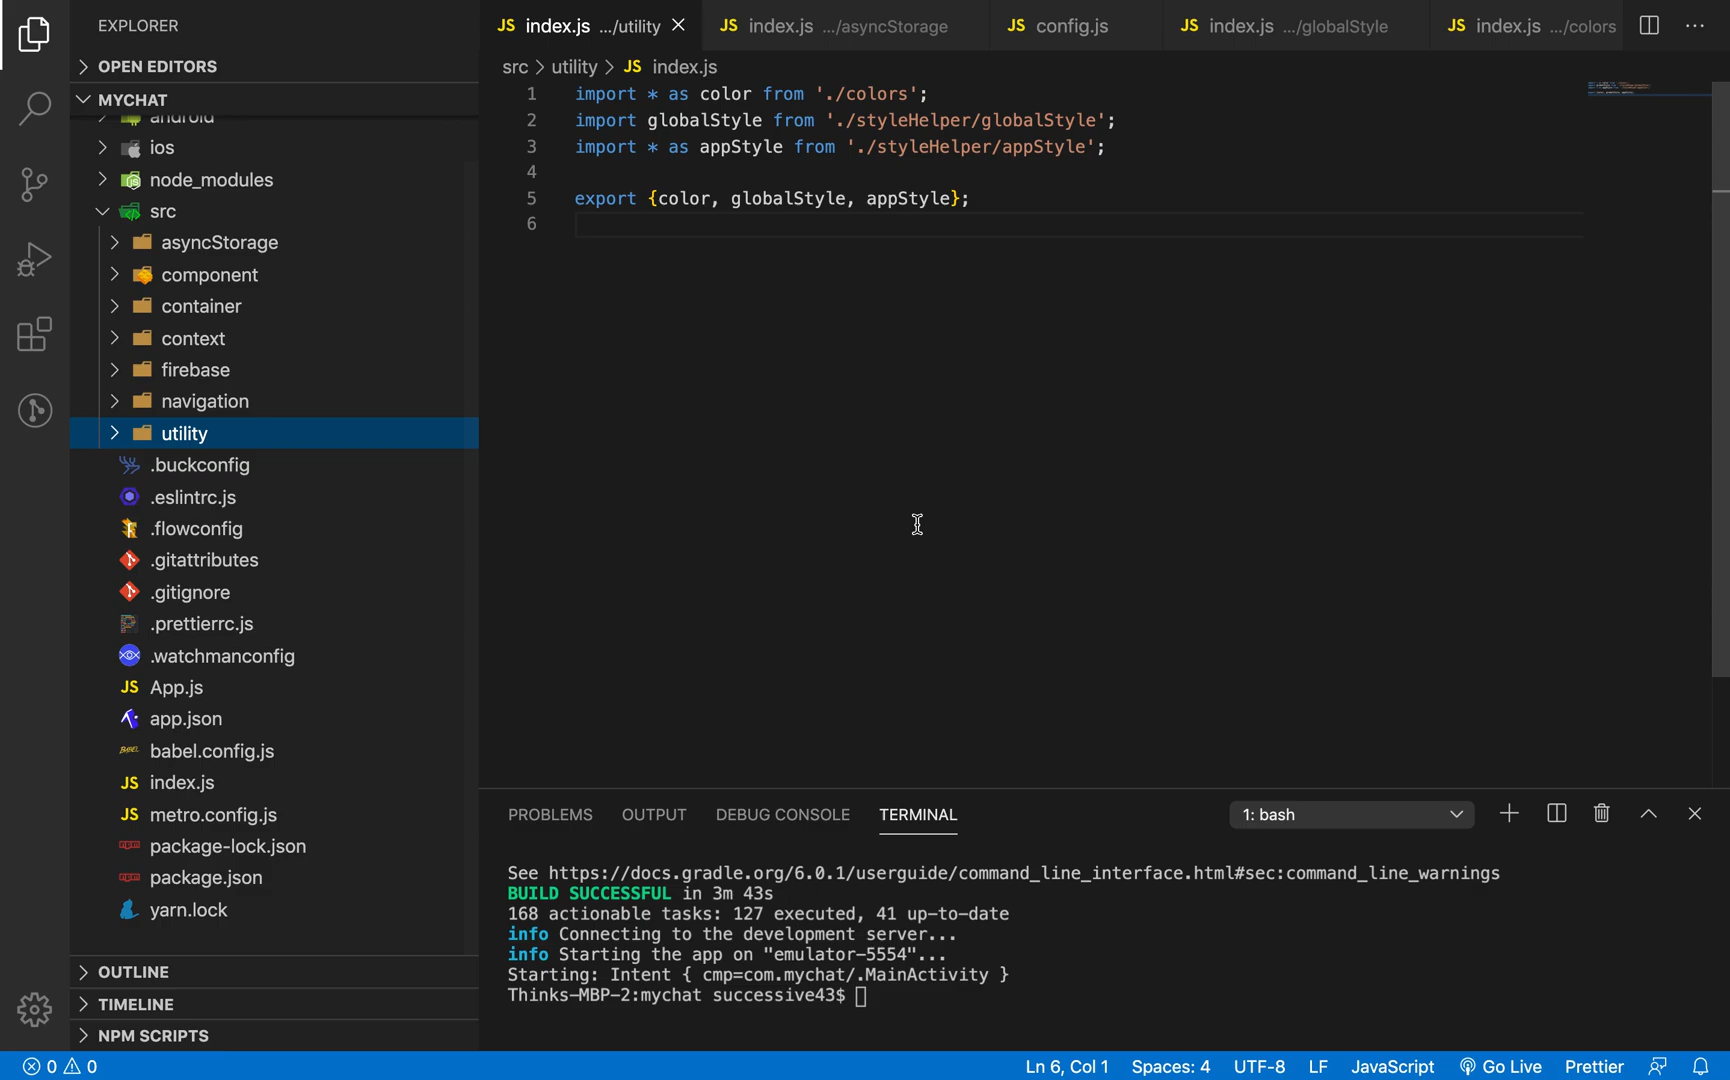 EXPLORER
OPEN EDITORS
MYCHAT
android
ios
node_modules
src
asyncStorage
component
container
context
firebase
navigation
utility
.buckconfig
.eslintrc.js
.flowconfig
.gitattributes
.gitignore
.prettierrc.js
.watchmanconfig
JS App.js
app.json
babel.config.js
JS index.js
JS metro.config.js
package-lock.json
package.json
yarn.lock
OUTLINE
TIMELINE
NPM SCRIPTS
JS index.js .../utility
JS index.js .../asyncStorage
JS config.js
JS index.js .../globalStyle
JS index.js .../colors
src > utility > JS index.js
1 import * as color from './colors';
2 import globalStyle from './styleHelper/globalStyle';
3 import * as appStyle from './styleHelper/appStyle';
4
5 export {color, globalStyle, appStyle};
6
PROBLEMS OUTPUT DEBUG CONSOLE TERMINAL 1: bash
See https://docs.gradle.org/6.0.1/userguide/command_line_interface.html#sec:command_line_warnings
BUILD SUCCESSFUL in 3m 43s
168 actionable tasks: 127 executed, 41 up-to-date
info Connecting to the development server...
info Starting the app on "emulator-5554"...
Starting: Intent { cmp=com.mychat/.MainActivity }
Thinks-MBP-2:mychat successive43$
0 0 Ln 6, Col 1 Spaces: 4 UTF-8 LF JavaScript Go Live Prettier